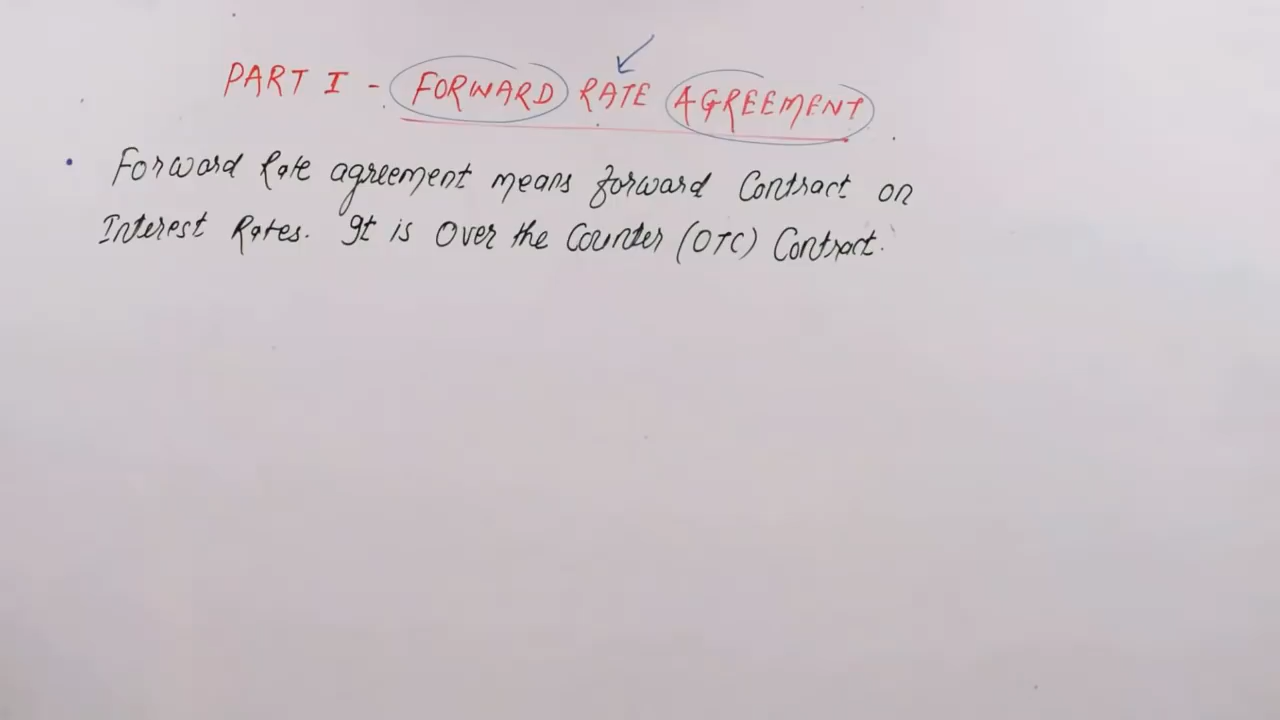 PART I - FORWARD RATE AGREEMENT
• Forward Rate agreement means forward Contract on
Interest Rates. It is Over the Counter (OTC) Contract.